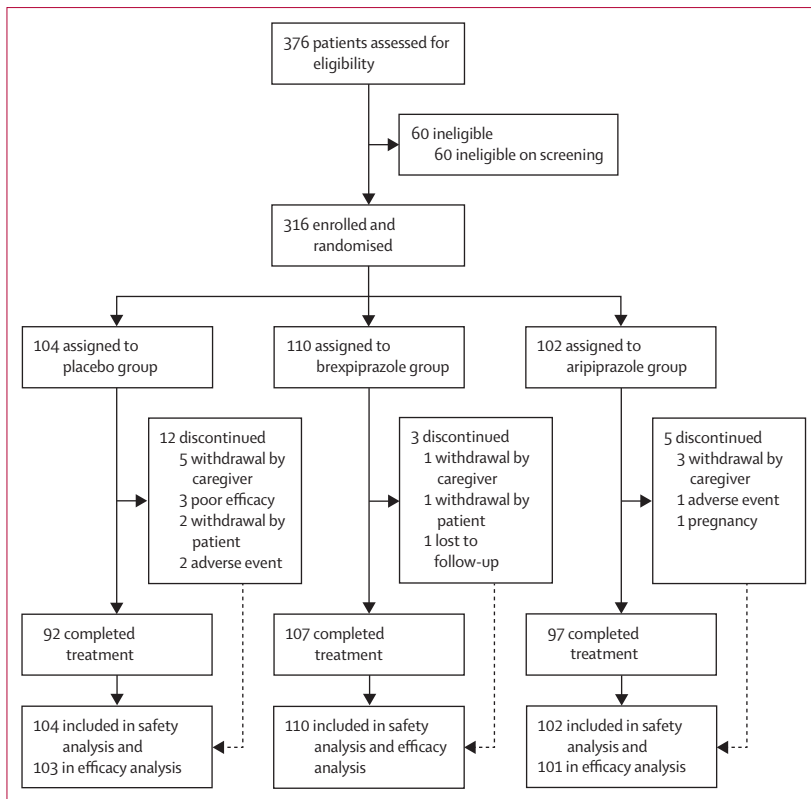 376 patients assessed for
eligibility
60 ineligible
60 ineligible on screening
316 enrolled and
randomised
104 assigned to
placebo group
110 assigned to
brexpiprazole group
102 assigned to
aripiprazole group
12 discontinued
5 withdrawal by
caregiver
3 poor efficacy
2 withdrawal by
patient
2 adverse event
3 discontinued
1 withdrawal by
caregiver
1 withdrawal by
patient
1 lost to
follow-up
5 discontinued
3 withdrawal by
caregiver
1 adverse event
1 pregnancy
92 completed
treatment
107 completed
treatment
97 completed
treatment
104 included in safety
analysis and
103 in efficacy analysis
110 included in safety
analysis and efficacy
analysis
102 included in safety
analysis and
101 in efficacy analysis